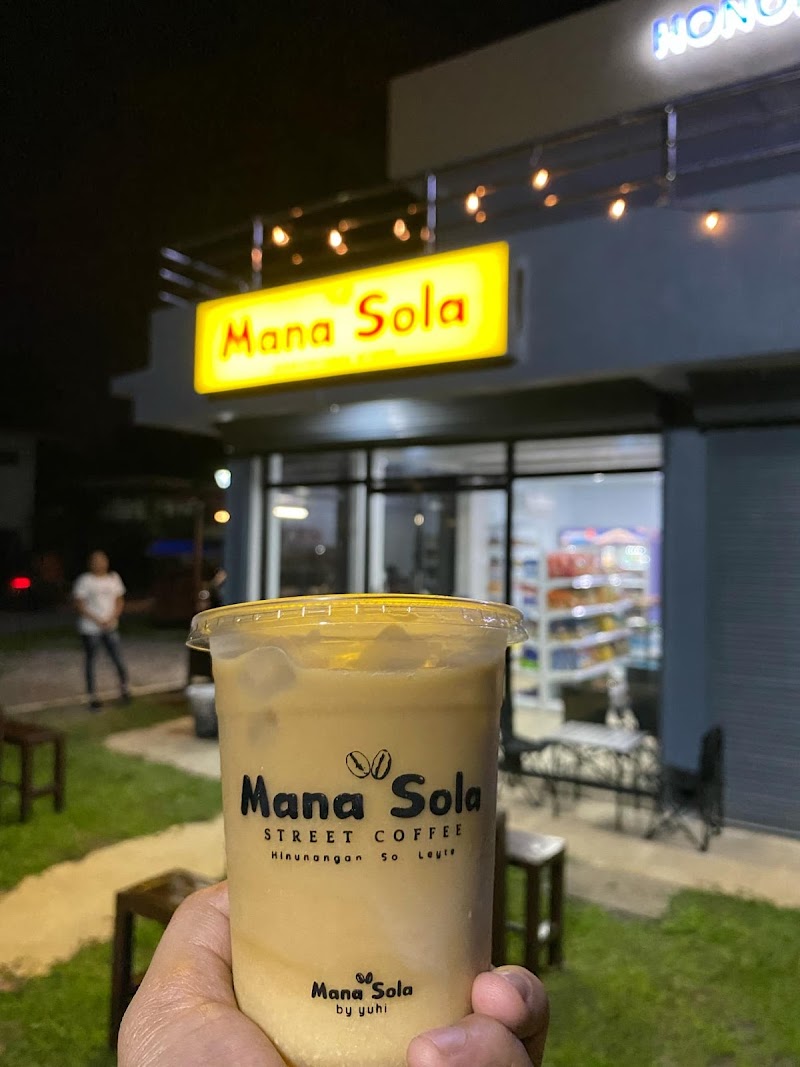 Mana Sola
Mana Sola
STREET COFFEE
Hinunangan So. Leyte
Mana Sola
by yuhi